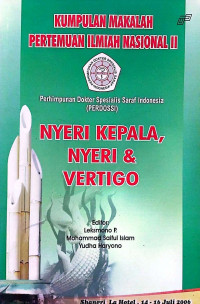 KUMPULAN MAKALAH
PERTEMUAN ILMIAH NASIONAL II
Perhimpunan Dokter Spesialis Saraf Indonesia
(PERDOSSI)
NYERI KEPALA,
NYERI &
VERTIGO
Editor
Leksmono P.
Mohammad Saiful Islam
Yudha Haryono
Shangri La Hotel, 14 - 16 Juli 2006